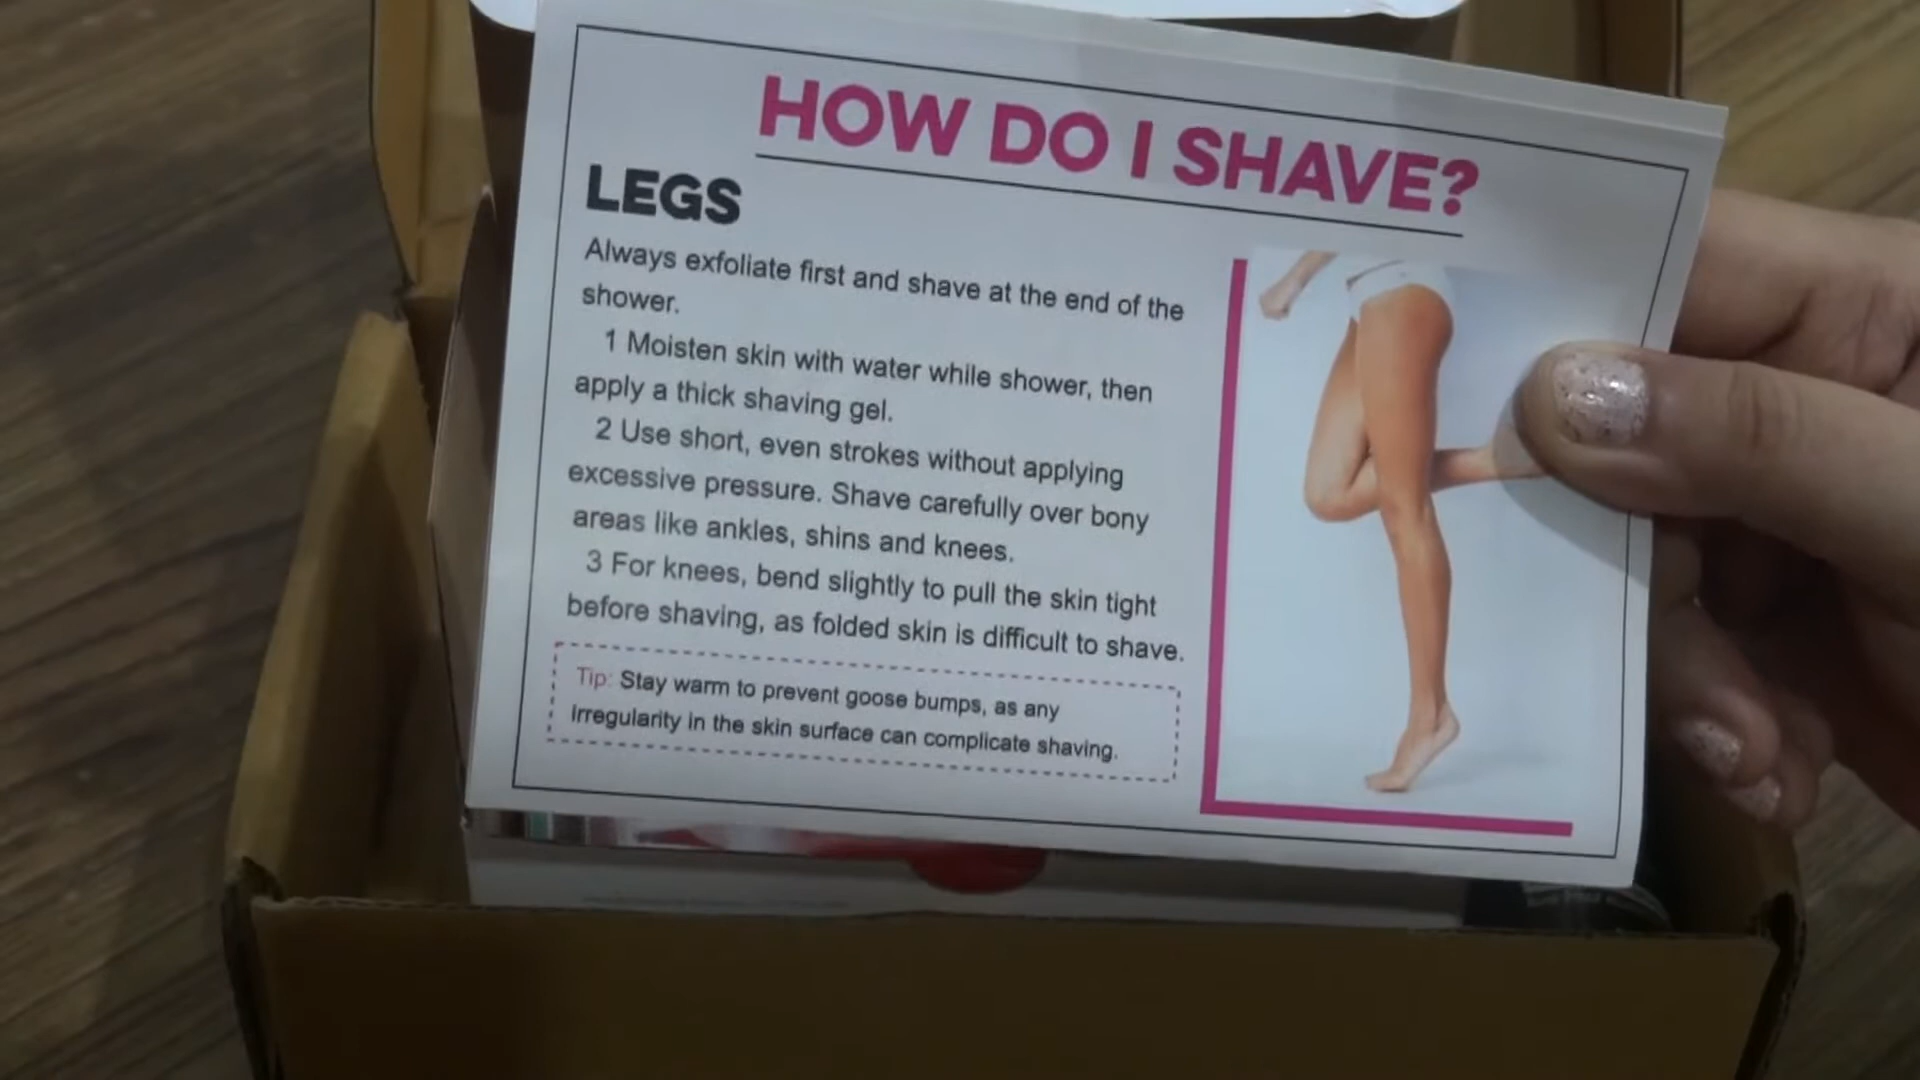 HOW DO I SHAVE?
LEGS
Always exfoliate first and shave at the end of the
shower.
1 Moisten skin with water while shower, then
apply a thick shaving gel.
2 Use short, even strokes without applying
excessive pressure. Shave carefully over bony
areas like ankles, shins and knees.
3 For knees, bend slightly to pull the skin tight
before shaving, as folded skin is difficult to shave.
Tip: Stay warm to prevent goose bumps, as any
irregularity in the skin surface can complicate shaving.